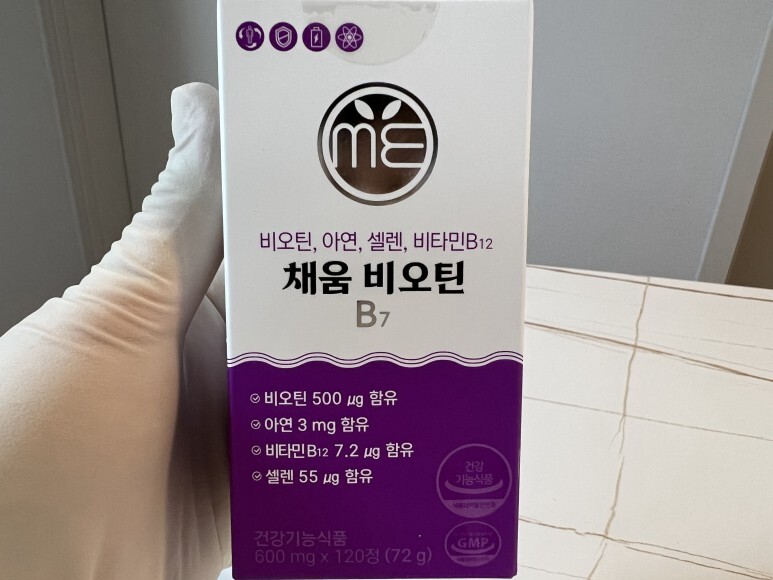 mε
비오틴, 아연, 셀렌, 비타민B12
채움 비오틴
B7
비오틴 500 µg 함유
아연 3 mg 함유
비타민B12 7.2 µg 함유
셀렌 55 µg 함유
건강
기능식품
건강기능식품
600 mg x 120정 (72 g)
GMP